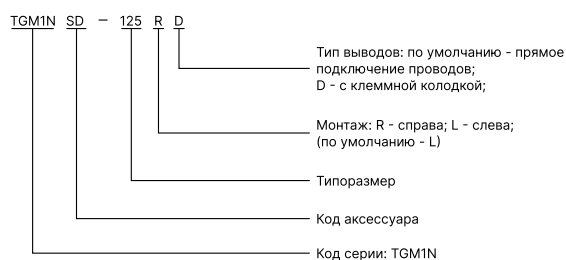 TGM1N SD – 125 R D
Тип выводов: по умолчанию - прямое
подключение проводов;
D - с клеммной колодкой;
Монтаж: R - справа; L - слева;
(по умолчанию - L)
Типоразмер
Код аксессуара
Код серии: TGM1N